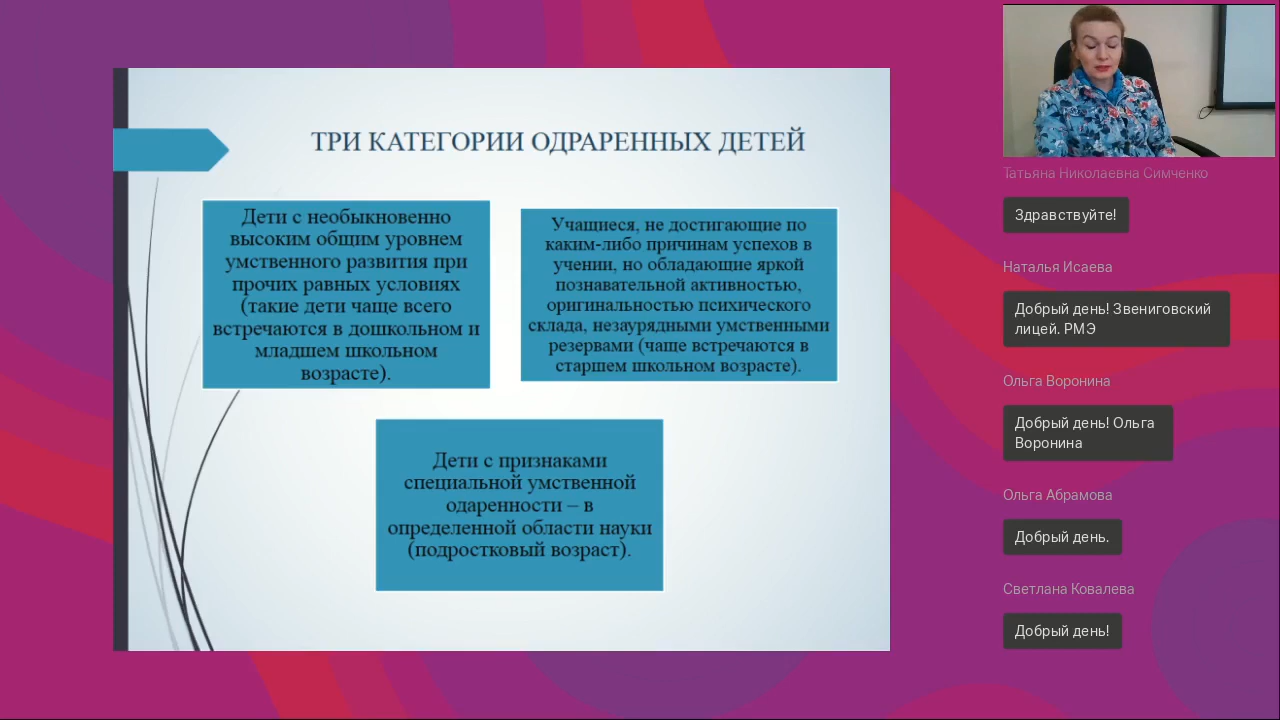 ТРИ КАТЕГОРИИ ОДРАРЕННЫХ ДЕТЕЙ
Дети с необыкновенно
высоким общим уровнем
умственного развития при
прочих равных условиях
(такие дети чаще всего
встречаются в дошкольном и
младшем школьном
возрасте).
Учащиеся, не достигающие по
каким-либо причинам успехов в
учении, но обладающие яркой
познавательной активностью,
оригинальностью психического
склада, незаурядными умственными
резервами (чаще встречаются в
старшем школьном возрасте).
Дети с признаками
специальной умственной
одаренности – в
определенной области науки
(подростковый возраст).
Татьяна Николаевна Симченко
Здравствуйте!
Наталья Исаева
Добрый день! Звениговский
лицей. РМЭ
Ольга Воронина
Добрый день! Ольга
Воронина
Ольга Абрамова
Добрый день.
Светлана Ковалева
Добрый день!